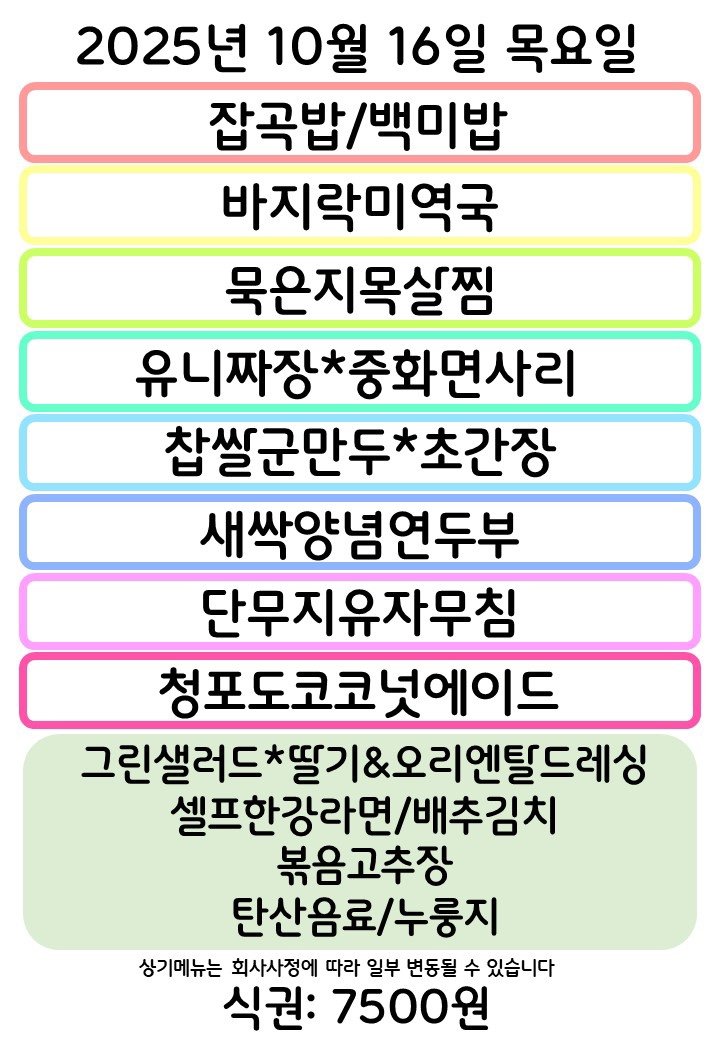 2025년 10월 16일 목요일
잡곡밥/백미밥
바지락미역국
묵은지목살찜
유니짜장*중화면사리
찹쌀군만두*초간장
새싹양념연두부
단무지유자무침
청포도코코넛에이드
그린샐러드*딸기&오리엔탈드레싱
셀프한강라면/배추김치
볶음고추장
탄산음료/누룽지
상기메뉴는 회사사정에 따라 일부 변동될 수 있습니다
식권: 7500원